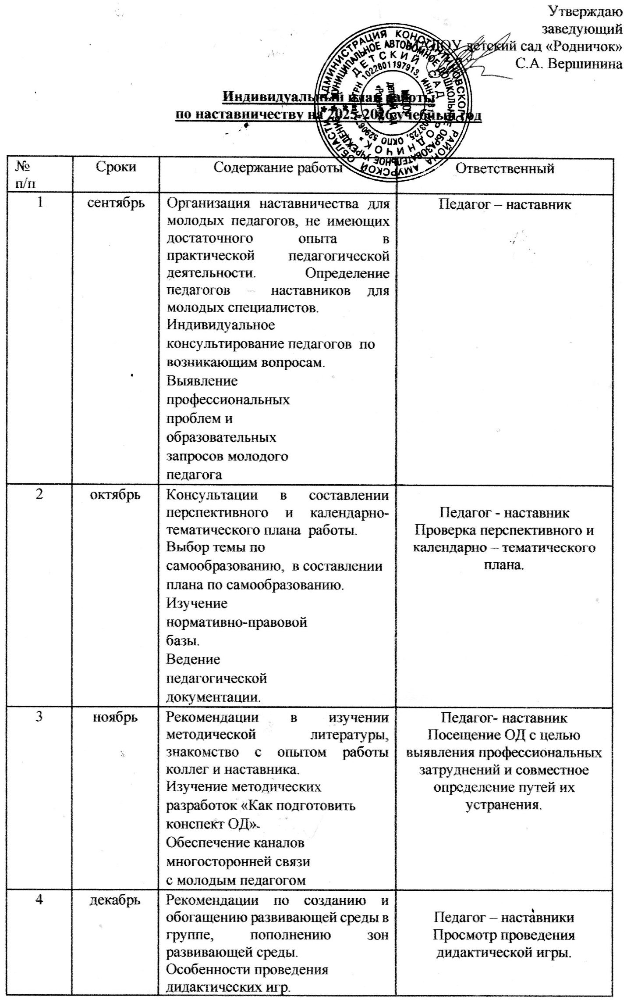 Утверждаю
заведующий
детский сад «Родничок»
С.А. Вершинина
АДМИНИСТРАЦИЯ КОНСТАНТИНОВСКОГО РАЙОНА АМУРСКОЙ ОБЛАСТИ
МУНИЦИПАЛЬНОЕ АВТОНОМНОЕ ДОШКОЛЬНОЕ ОБРАЗОВАТЕЛЬНОЕ УЧРЕЖДЕНИЕ
ДЕТСКИЙ САД РОДНИЧОК
1022801197913, ИНН ОКПО
Индивидуальный план работы
по наставничеству на 2025-2026 учебный год
№
п/п
Сроки
Содержание работы
Ответственный
1
сентябрь
Организация наставничества для
молодых педагогов, не имеющих
достаточного опыта в
практической педагогической
деятельности. Определение
педагогов – наставников для
молодых специалистов.
Индивидуальное
консультирование педагогов по
возникающим вопросам.
Выявление
профессиональных
проблем и
образовательных
запросов молодого
педагога
Педагог – наставник
2
октябрь
Консультации в составлении
перспективного и календарно-
тематического плана работы.
Выбор темы по
самообразованию, в составлении
плана по самообразованию.
Изучение
нормативно-правовой
базы.
Ведение
педагогической
документации.
Педагог - наставник
Проверка перспективного и
календарно – тематического
плана.
3
ноябрь
Рекомендации в изучении
методической литературы,
знакомство с опытом работы
коллег и наставника.
Изучение методических
разработок «Как подготовить
конспект ОД».
Обеспечение каналов
многосторонней связи
с молодым педагогом
Педагог- наставник
Посещение ОД с целью
выявления профессиональных
затруднений и совместное
определение путей их
устранения.
4
декабрь
Рекомендации по созданию и
обогащению развивающей среды в
группе, пополнению зон
развивающей среды.
Особенности проведения
дидактических игр.
Педагог – наставники
Просмотр проведения
дидактической игры.